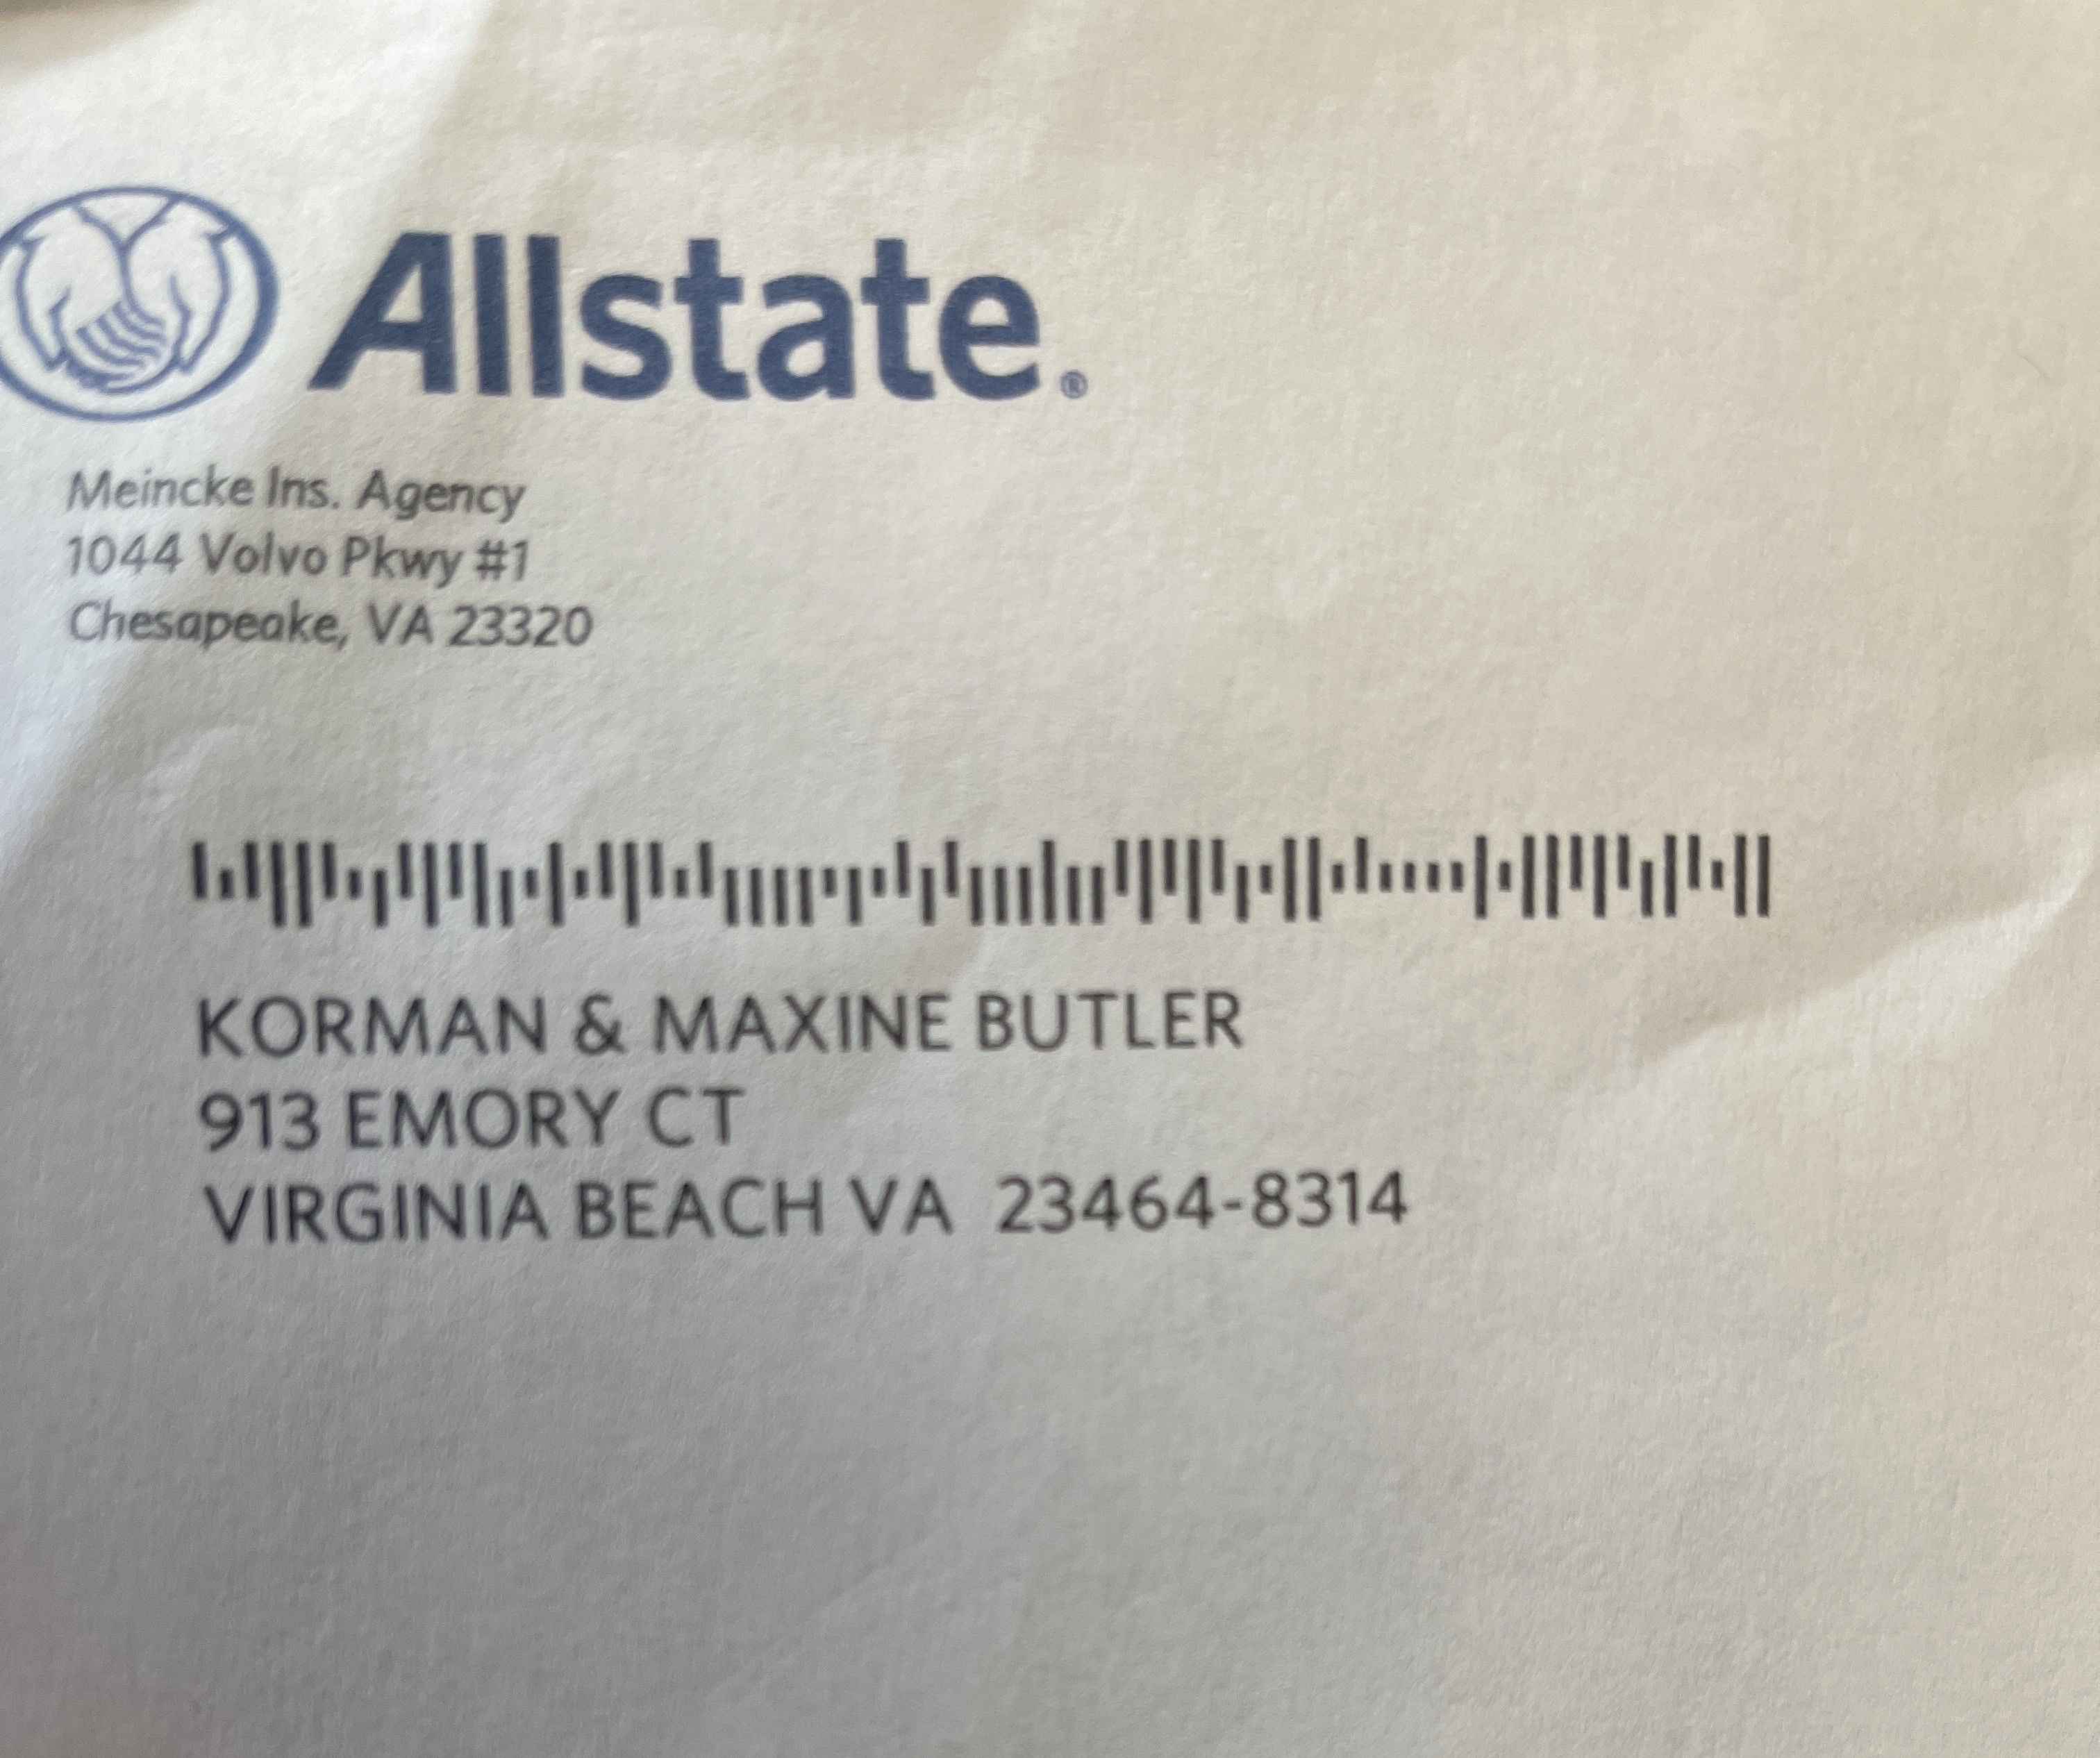 Allstate®
Meincke Ins. Agency
1044 Volvo Pkwy #1
Chesapeake, VA 23320
KORMAN & MAXINE BUTLER
913 EMORY CT
VIRGINIA BEACH VA 23464-8314